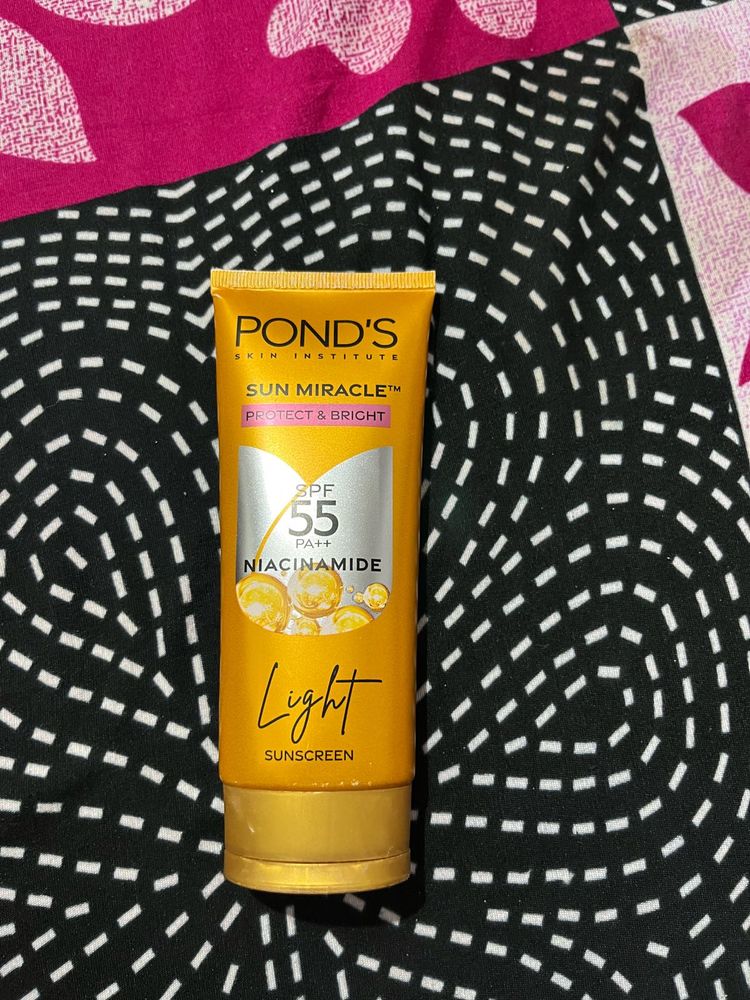 POND'S
SKIN INSTITUTE
SUN MIRACLE™
PROTECT & BRIGHT
SPF
55
PA++
NIACINAMIDE
Light
SUNSCREEN